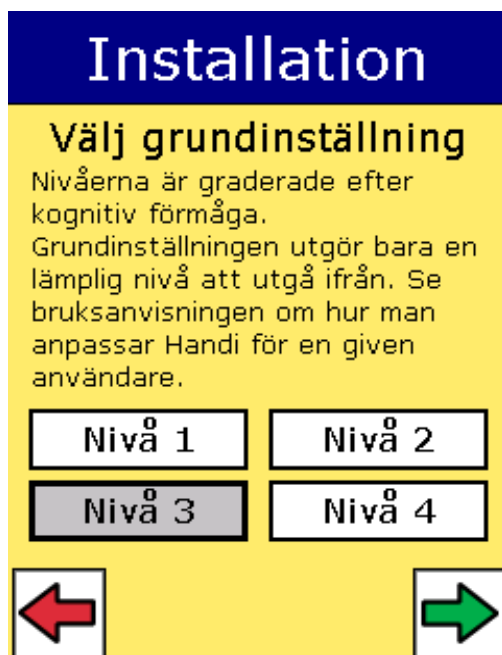 Installation
Välj grundinställning
Nivåerna är graderade efter
kognitiv förmåga.
Grundinställningen utgör bara en
lämplig nivå att utgå ifrån. Se
bruksanvisningen om hur man
anpassar Handi för en given
användare.
Nivå 1
Nivå 2
Nivå 3
Nivå 4